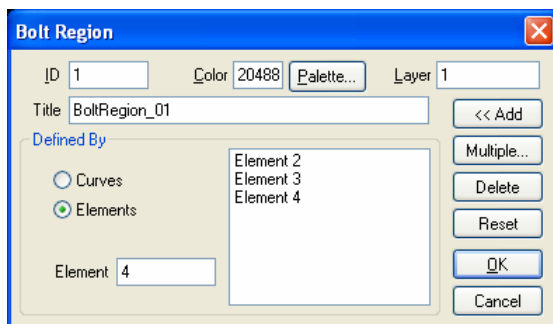 Bolt Region
ID 1 Color 20488 Palette... Layer 1
Title BoltRegion_01 << Add
Defined By
Multiple...
Curves
Elements
Element 2
Element 3
Element 4
Delete
Reset
Element 4
OK
Cancel